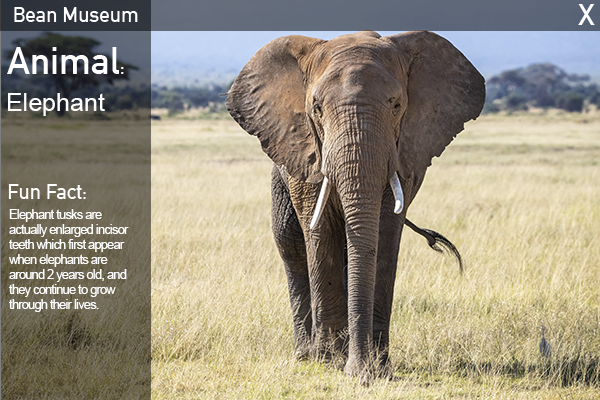 Bean Museum
X
Animal:
Elephant
Fun Fact:
Elephant tusks are
actually enlarged incisor
teeth which first appear
when elephants are
around 2 years old, and
they continue to grow
through their lives.